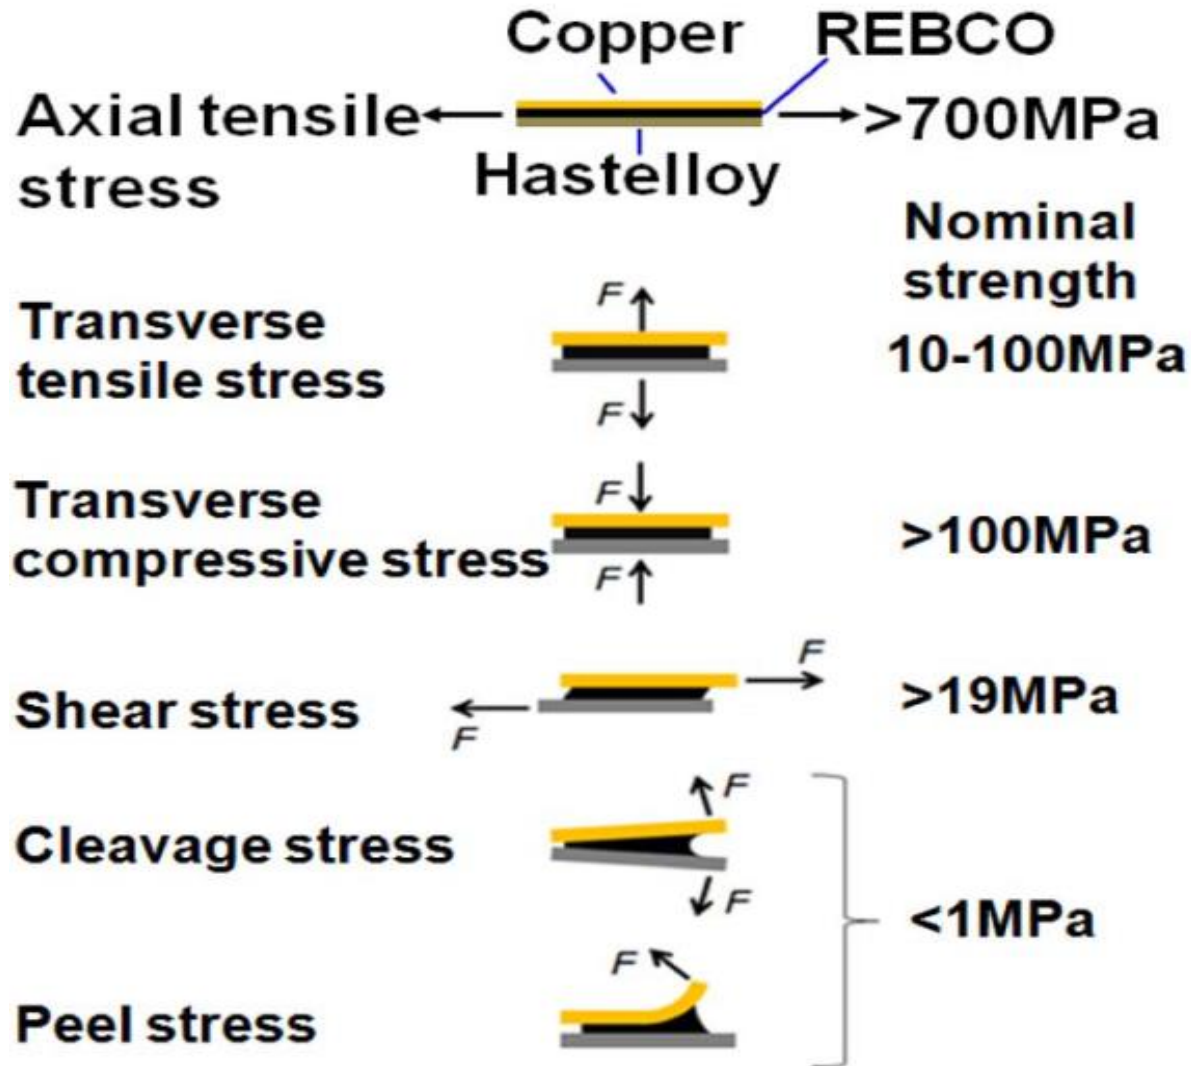 Copper REBCO
Axial tensile >700MPa
stress
Hastelloy
Nominal
strength
Transverse
tensile stress
F
F
10-100MPa
Transverse
compressive stress
F
F
>100MPa
Shear stress
F
F
>19MPa
Cleavage stress
F
F
Peel stress
F
<1MPa